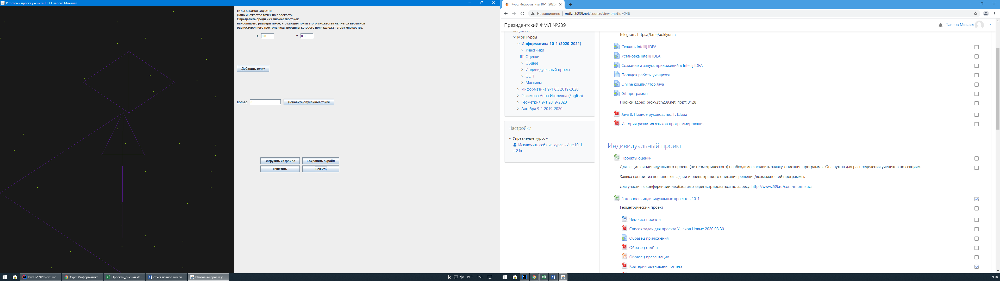 Итоговый проект ученика 10-1 Павлова Михаила
ПОСТАНОВКА ЗАДАЧИ:
Дано множество точек на плоскости.
Определить среди них множество точек
наибольшего размера такое, что каждая точка этого множества является вершиной
равностороннего треугольника, вершины которого принадлежат этому множеству.
X 0.0 Y 0.0
Добавить точку
Кол-во 0 Добавить случайные точки
Загрузить из файла Сохранить в файл
Очистить Решить
JavaGl239Project-ma...
Курс: Информатика...
Проекты_оценки.xls...
отчёт павлов михаи...
Итоговый проект у...
РУС 9:58
Курс: Информатика 10-1 (2020-
Не защищено mdl.sch239.net/course/view.php?id=246
Президентский ФМЛ №239
Павлов Михаил
Мои курсы
Информатика 10-1 (2020-2021)
Участники
Оценки
Общее
Индивидуальный проект
ООП
Массивы
Информатика 9-1 СС 2019-2020
Рахимова Анна Игоревна (English)
Геометрия 9-1 2019-2020
Алгебра 9-1 2019-2020
Настройки
Управление курсом
Исключить себя из курса «Инф10-1-
з-21»
telegram: https://t.me/aoklyunin
Скачать Intellij IDEA
Установка Intellij IDEA
Создание и запуск приложений в Intellij IDEA
Порядок работы учащихся
Online компилятор Java
Git программа
Прокси адрес: proxy.sch239.net, порт: 3128
Java 8. Полное руководство, Г. Шилд
История развития языков программирования
Индивидуальный проект
Проекты оценки
Для защиты индивидуального проекта(не геометрического) необходимо составить заявку-описание программы. Она нужна для распределения учеников по секциям.
Заявка состоит из постановки задачи и очень краткого описания решения/возможностей программы.
Для участия в конференции необходимо зарегистрироваться по адресу: http://www.239.ru/conf-informatics
Готовность индивидуальных проектов 10-1
Геометрический проект
Чек-лист проекта
Список задач для проекта Ушаков Новые 2020 08 30
Образец приложения
Образец отчёта
Образец презентации
Критерии оценивания отчёта
9:58